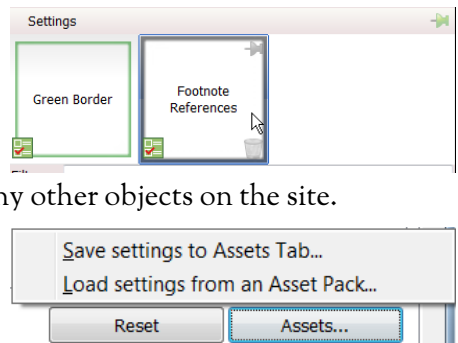 Settings
Green Border
Footnote
References
ny other objects on the site.
Save settings to Assets Tab...
Load settings from an Asset Pack...
Reset Assets...